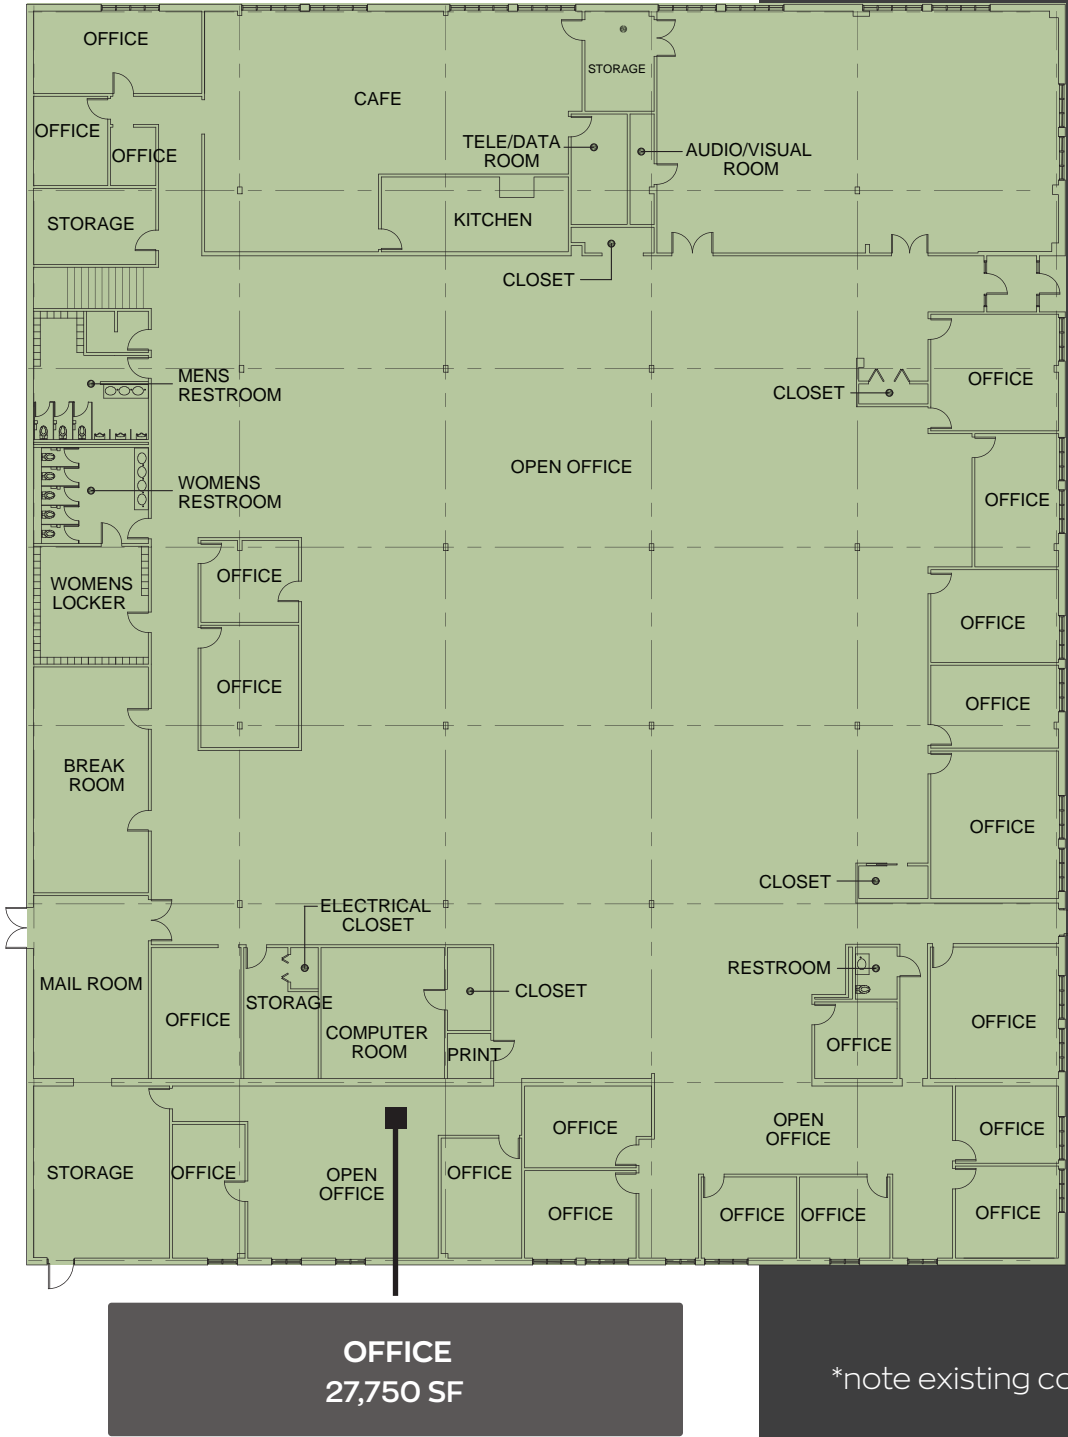 OFFICE
CAFE
STORAGE
OFFICE
OFFICE
TELE/DATA
ROOM
AUDIO/VISUAL
ROOM
STORAGE
KITCHEN
CLOSET
MENS
RESTROOM
CLOSET
OFFICE
OPEN OFFICE
WOMENS
RESTROOM
OFFICE
WOMENS
LOCKER
OFFICE
OFFICE
OFFICE
OFFICE
BREAK
ROOM
OFFICE
CLOSET
ELECTRICAL
CLOSET
MAIL ROOM
OFFICE
STORAGE
COMPUTER
ROOM
CLOSET
PRINT
RESTROOM
OFFICE
OFFICE
STORAGE
OFFICE
OPEN
OFFICE
OFFICE
OFFICE
OFFICE
OPEN
OFFICE
OFFICE
OFFICE
OFFICE
OFFICE
OFFICE
27,750 SF
*note existing co